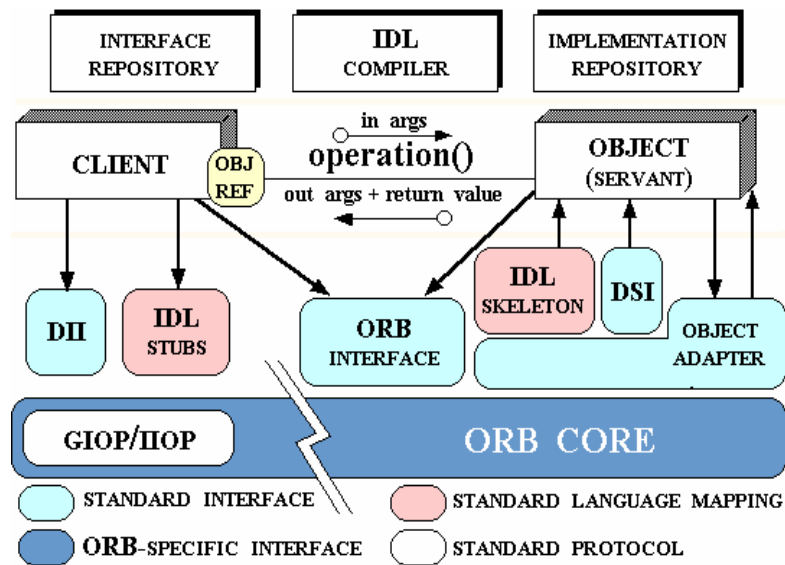 INTERFACE
REPOSITORY
IDL
COMPILER
IMPLEMENTATION
REPOSITORY
CLIENT
OBJ
REF
in args
operation()
out args + return value
OBJECT
(SERVANT)
DII
IDL
STUBS
ORB
INTERFACE
IDL
SKELETON
DSI
OBJECT
ADAPTER
GIOP/IIOP
ORB CORE
STANDARD INTERFACE
STANDARD LANGUAGE MAPPING
ORB-SPECIFIC INTERFACE
STANDARD PROTOCOL